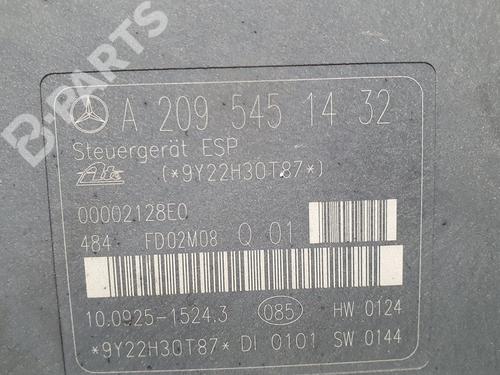 B-PARTS
A 209 545 14 32
Steuergerät ESP
Ate (*9Y22H30T87*)
00002128E0
484 FD02M08 Q 01
10.0925-1524.3 085 HW 0124
*9Y22H30T87* DI 0101 SW 0144